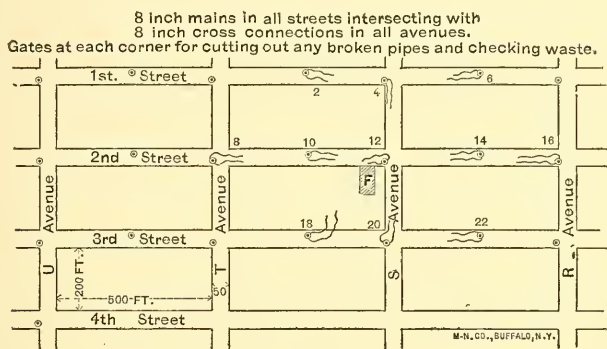 8 inch mains in all streets intersecting with
8 inch cross connections in all avenues.
Gates at each corner for cutting out any broken pipes and checking waste.
1st. Street
2 4 6
8 10 12 14 16
2nd Street
F
Avenue Avenue Avenue Avenue
18 20 22
3rd Street
U T S R
200 FT.
500-FT.
50
4th Street
M-N.CO.,BUFFALO,N.Y.